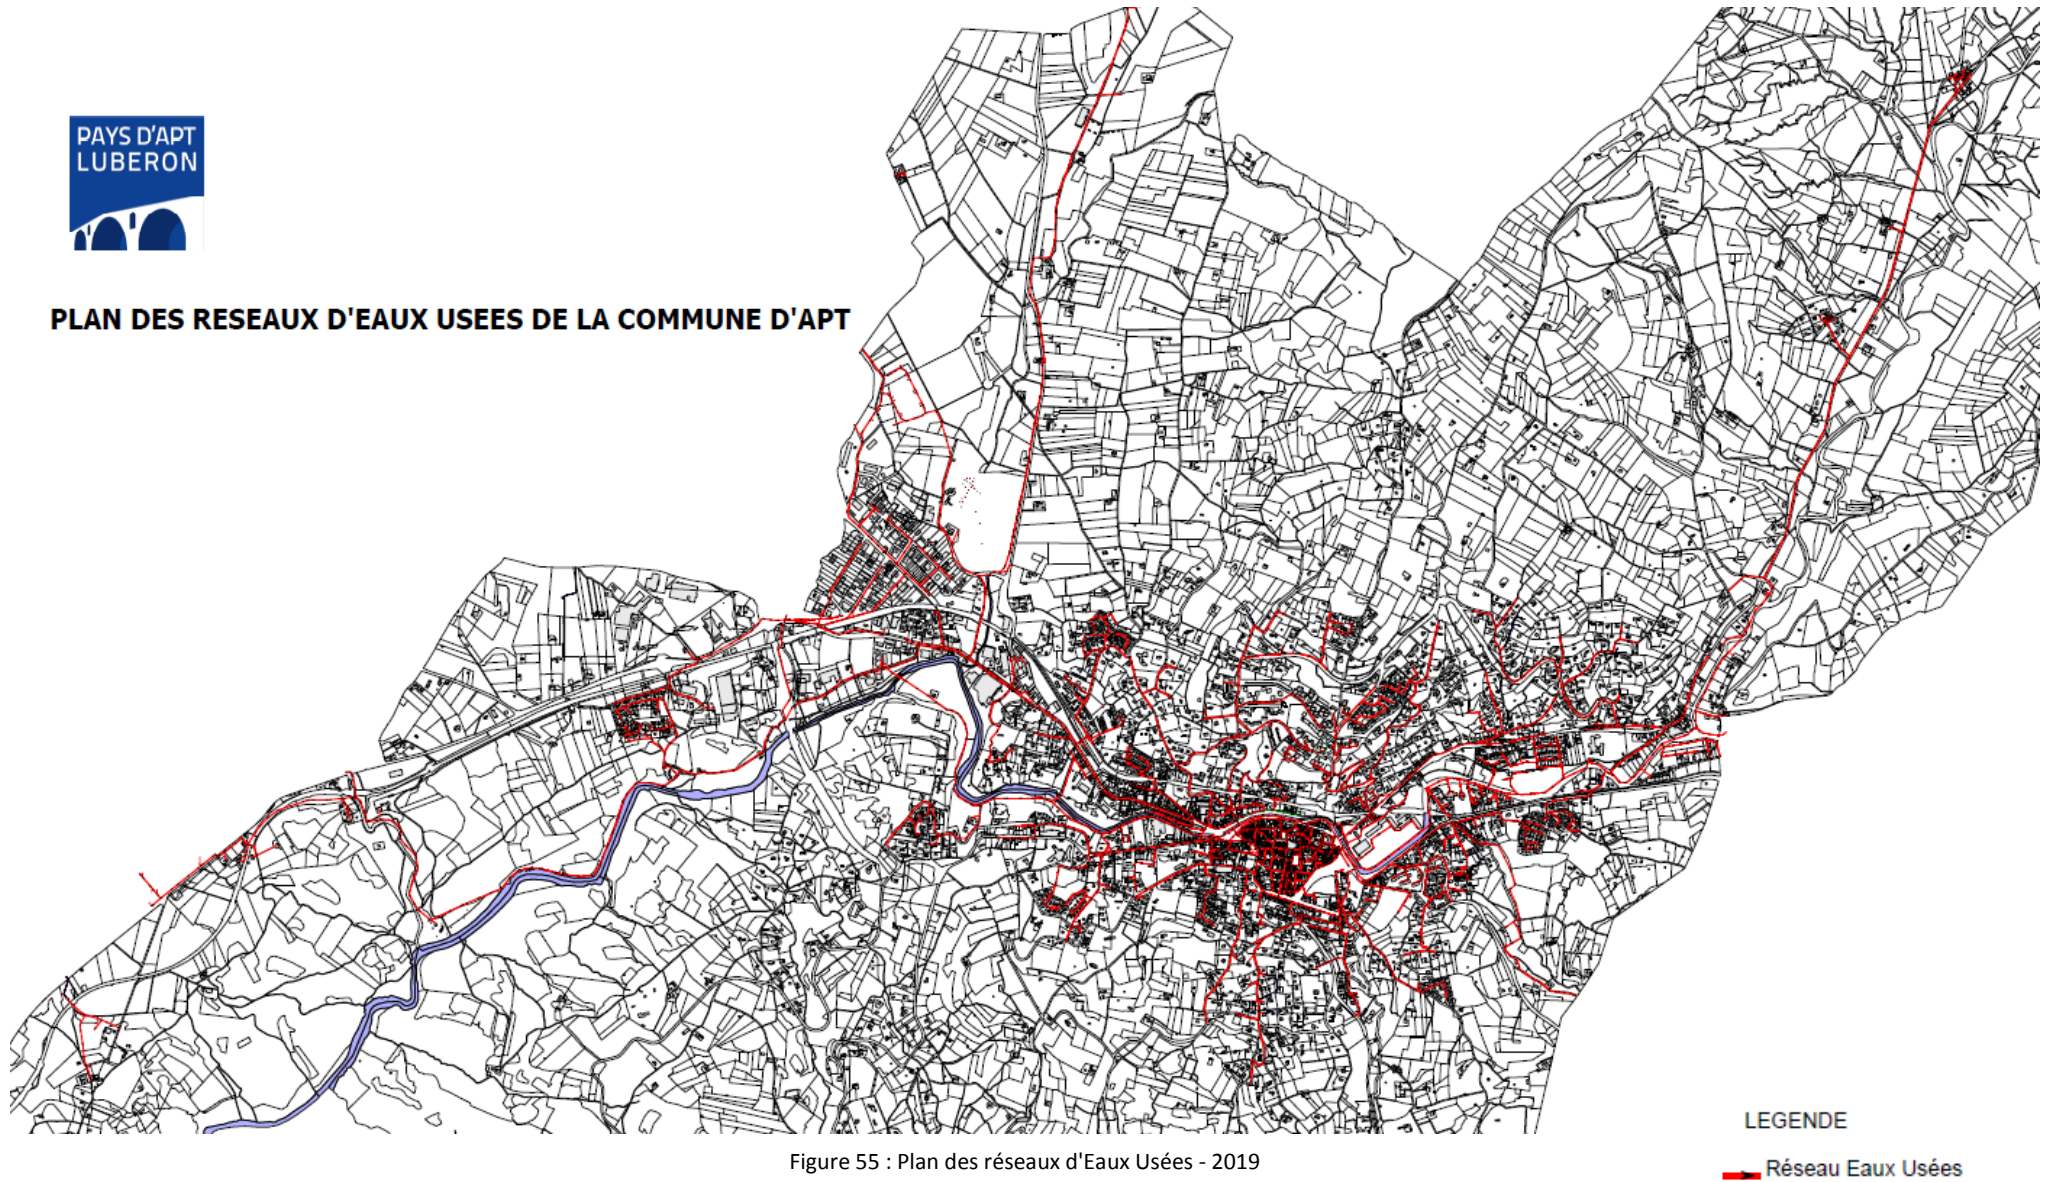 PAYS D'APT
LUBERON
PLAN DES RESEAUX D'EAUX USEES DE LA COMMUNE D'APT
LEGENDE
Réseau Eaux Usées
Figure 55 : Plan des réseaux d'Eaux Usées - 2019